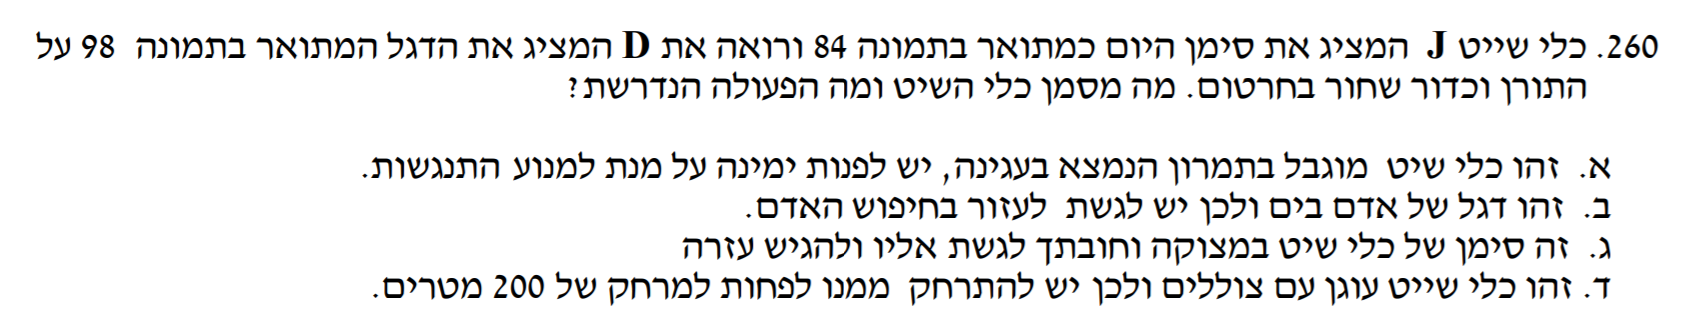 260. כלי שייט J המציג את סימן היום כמתואר בתמונה 84 ורואה את D המציג את הדגל המתואר בתמונה 98 על
התורן וכדור שחור בחרטום. מה מסמן כלי השיט ומה הפעולה הנדרשת?
א. זהו כלי שיט מוגבל בתמרון הנמצא בעגינה, יש לפנות ימינה על מנת למנוע התנגשות.
ב. זהו דגל של אדם בים ולכן יש לגשת לעזור בחיפוש האדם.
ג. זה סימן של כלי שיט במצוקה וחובתך לגשת אליו ולהגיש עזרה
ד. זהו כלי שייט עוגן עם צוללים ולכן יש להתרחק ממנו לפחות למרחק של 200 מטרים.